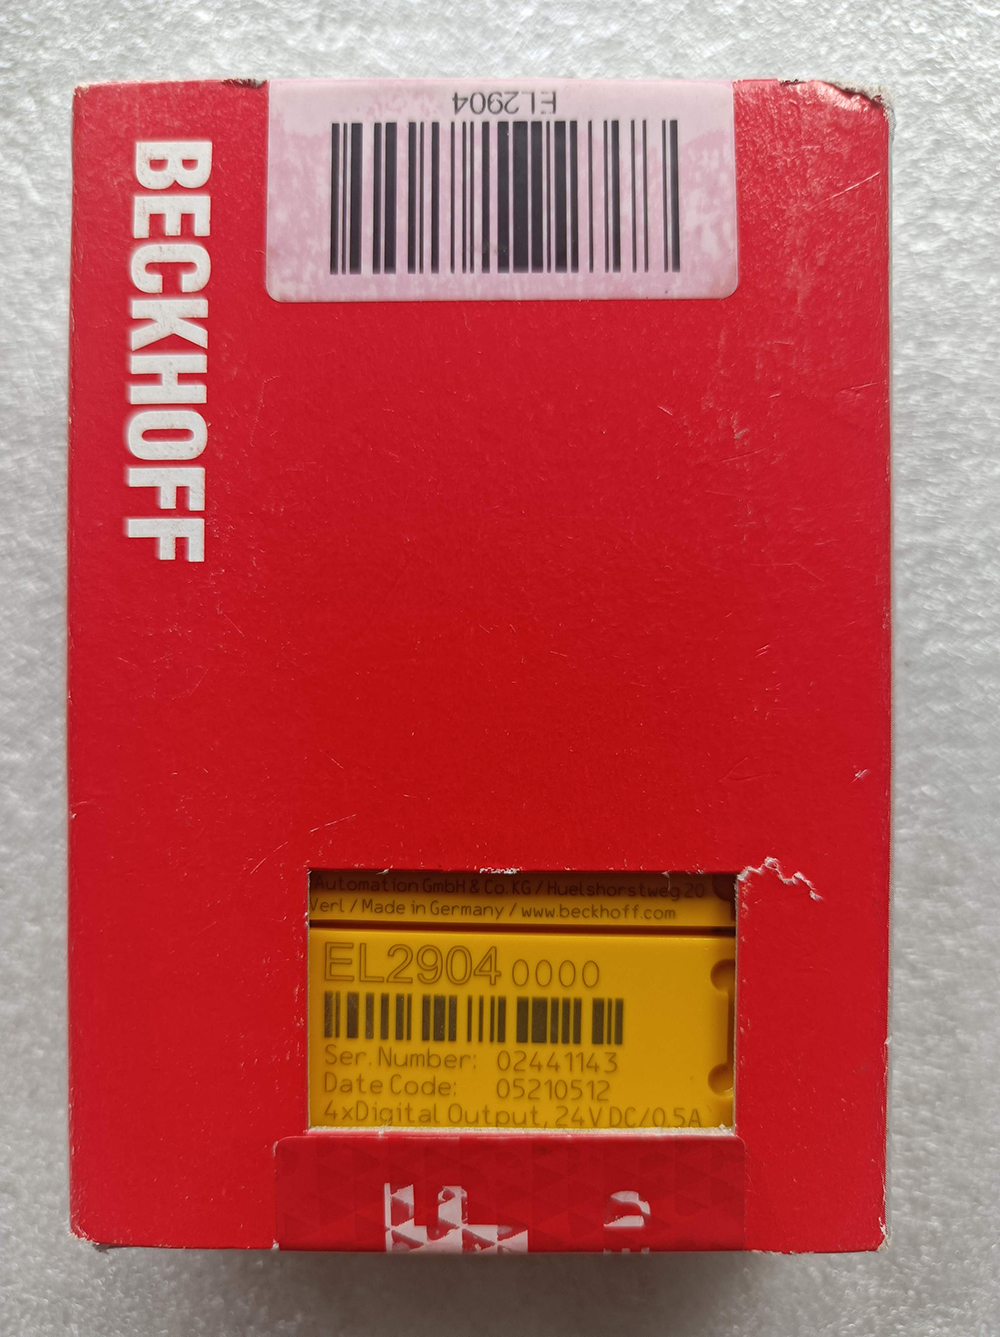 EL2904
BECKHOFF
Automation GmbH & Co. KG / Huelshorstweg 20
Verl / Made in Germany / www.beckhoff.com
EL2904 0000
Ser. Number: 02441143
Date Code: 05210512
4xDigital Output, 24V DC/0.5A